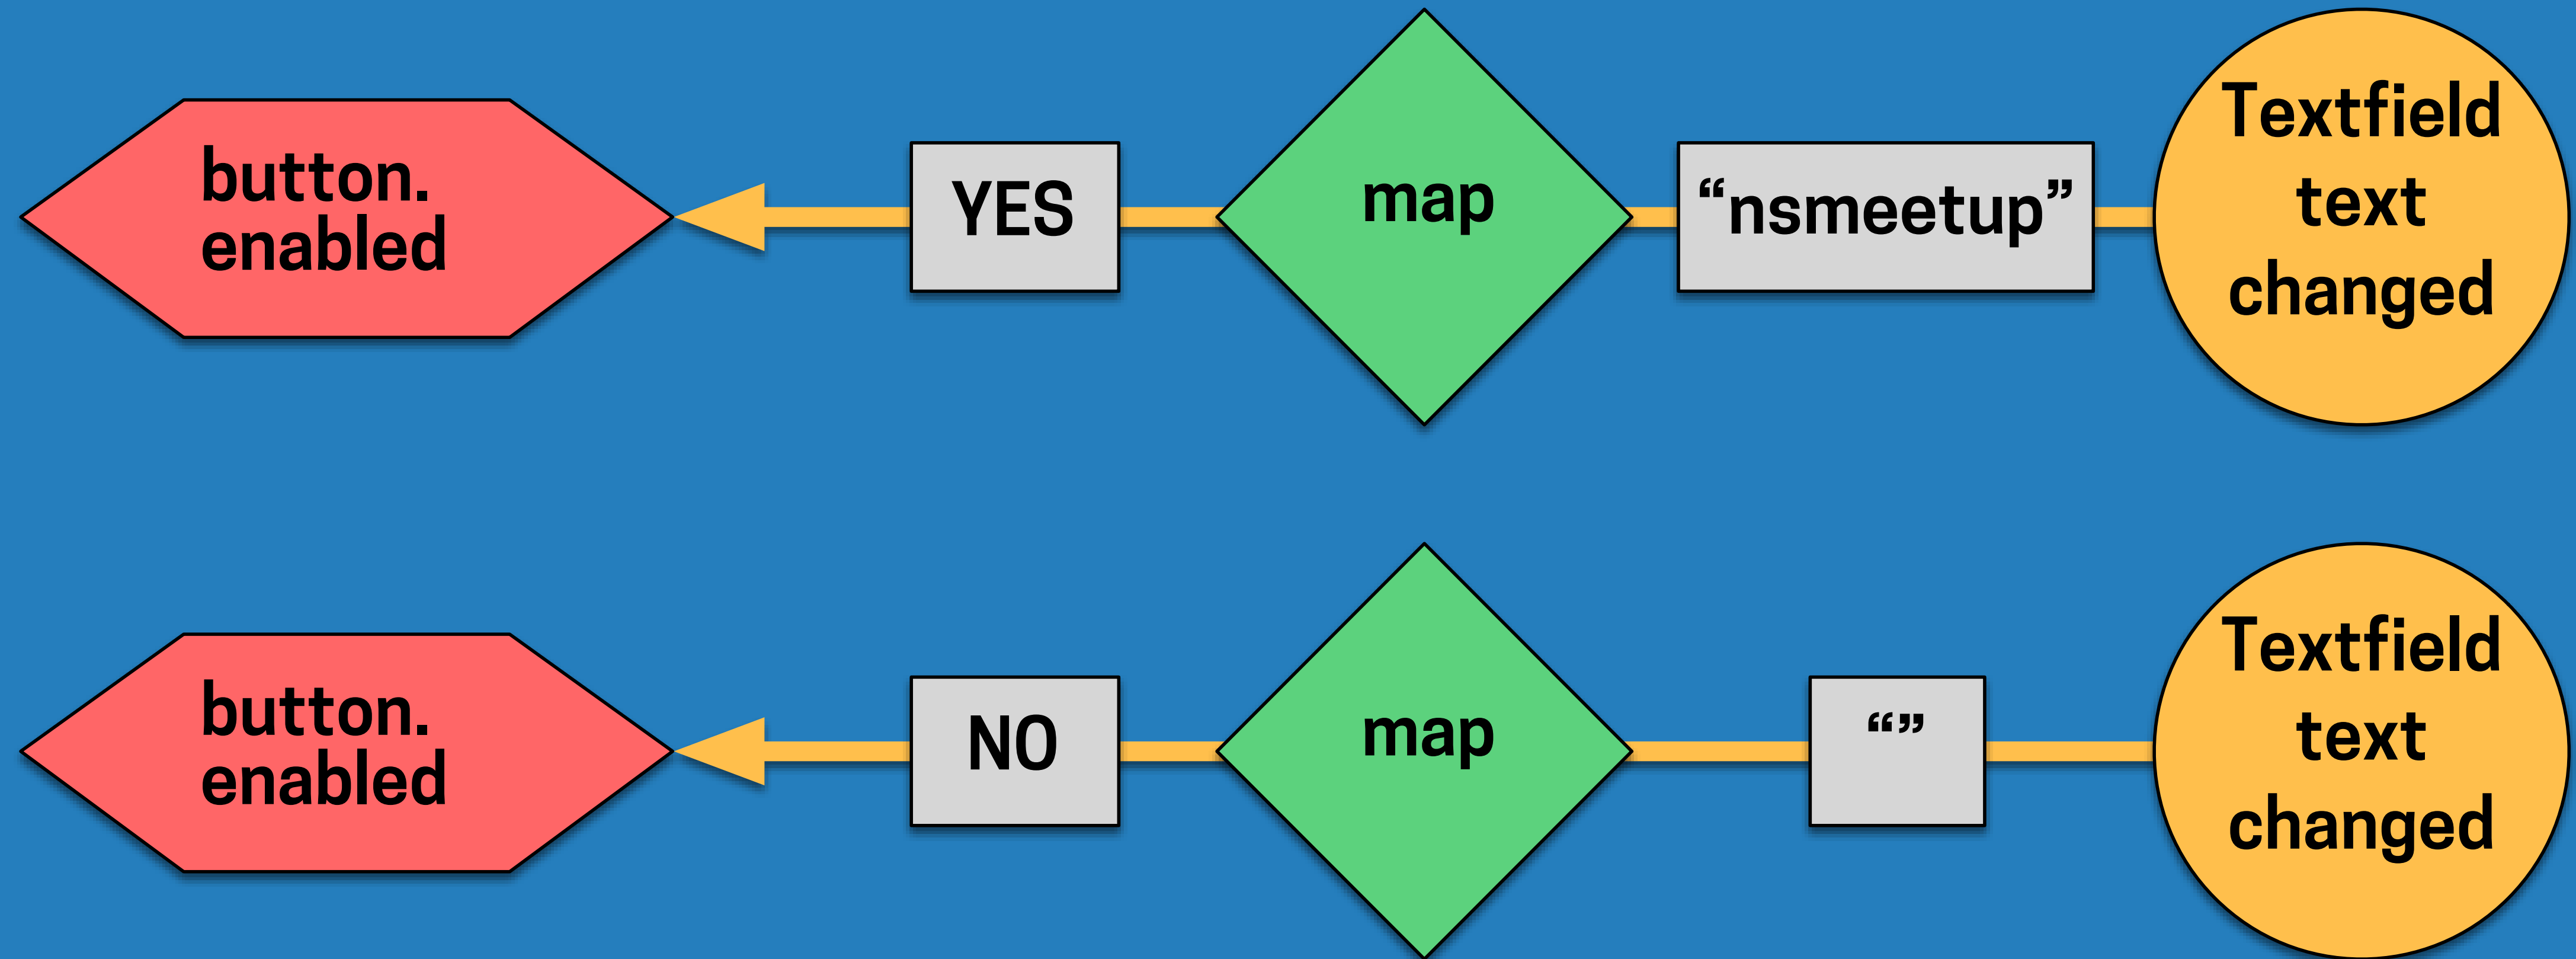 button.
enabled
YES
map
“nsmeetup”
Textfield
text
changed
button.
enabled
NO
map
“”
Textfield
text
changed